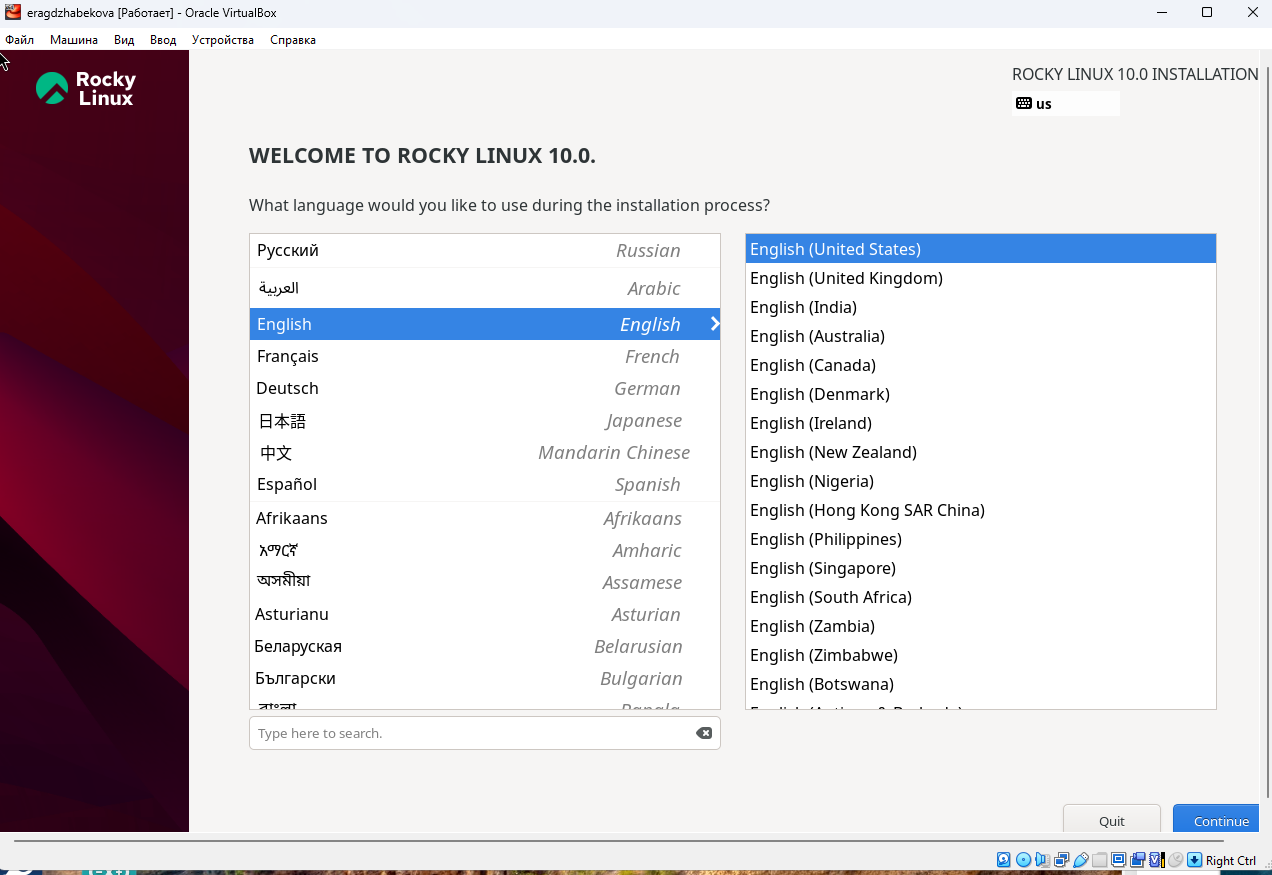 eragdzhabekova [Работает] - Oracle VirtualBox
Файл Машина Вид Ввод Устройства Справка
Rocky
Linux
ROCKY LINUX 10.0 INSTALLATION
us
WELCOME TO ROCKY LINUX 10.0.
What language would you like to use during the installation process?
Русский Russian
العربية Arabic
English English
Français French
Deutsch German
日本語 Japanese
中文 Mandarin Chinese
Español Spanish
Afrikaans Afrikaans
አማርኛ Amharic
অসমীয়া Assamese
Asturianu Asturian
Беларуская Belarusian
Български Bulgarian
বাংলা Bangla
Type here to search.
English (United States)
English (United Kingdom)
English (India)
English (Australia)
English (Canada)
English (Denmark)
English (Ireland)
English (New Zealand)
English (Nigeria)
English (Hong Kong SAR China)
English (Philippines)
English (Singapore)
English (South Africa)
English (Zambia)
English (Zimbabwe)
English (Botswana)
English (Antigua & Barbuda)
Quit Continue
Right Ctrl